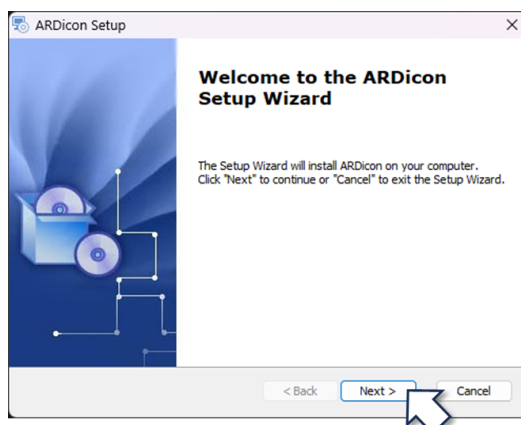 ARDicon Setup
Welcome to the ARDicon
Setup Wizard
The Setup Wizard will install ARDicon on your computer.
Click "Next" to continue or "Cancel" to exit the Setup Wizard.
< Back Next > Cancel